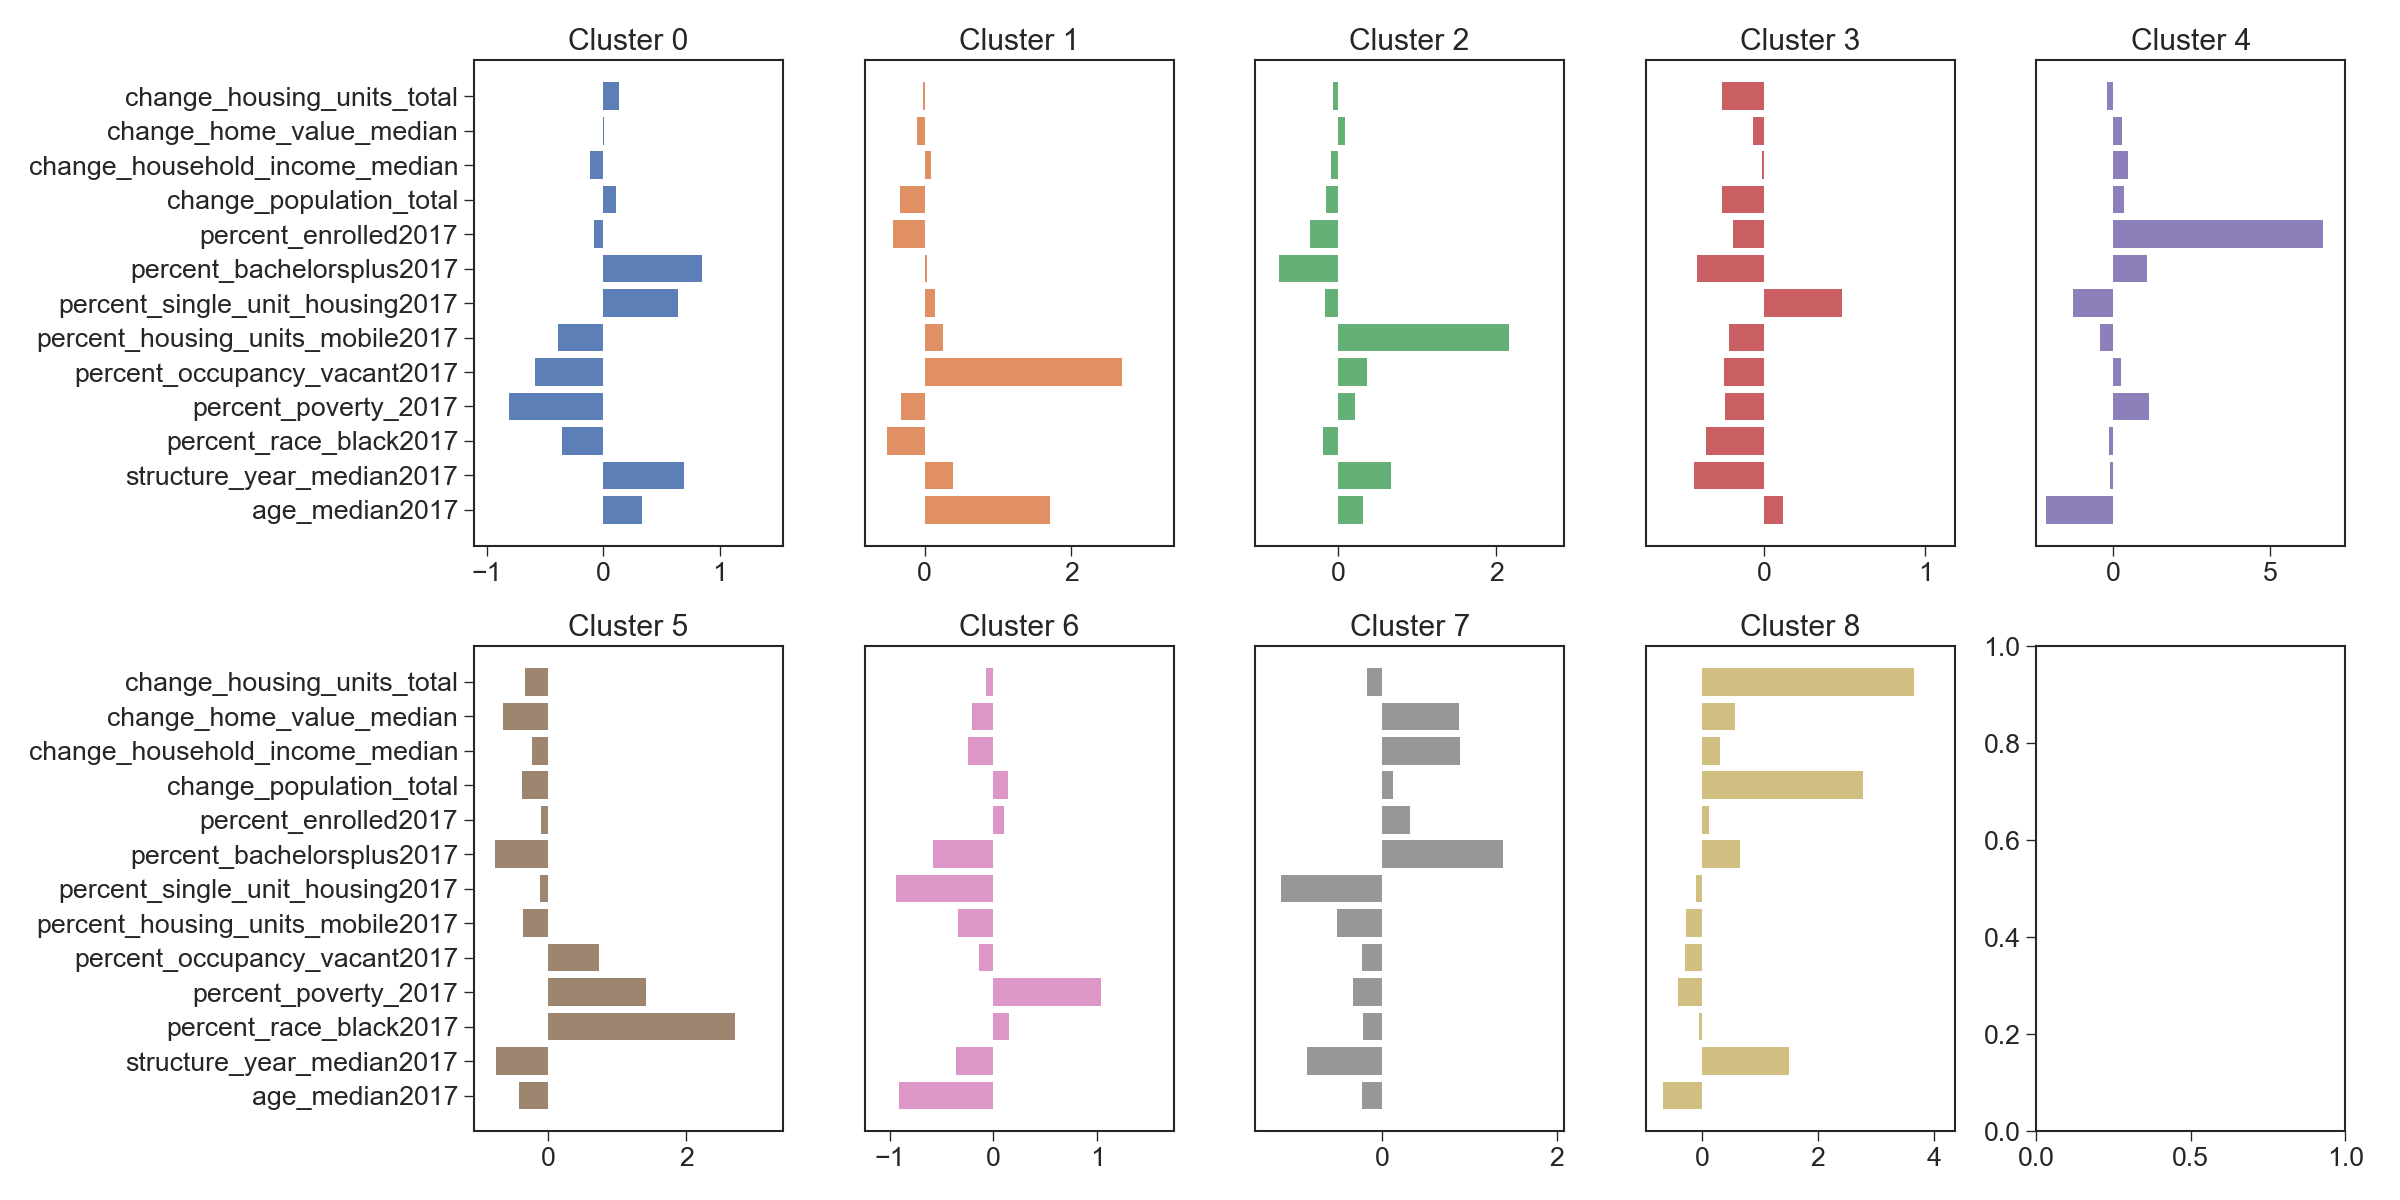 Cluster 0
Cluster 1
Cluster 2
Cluster 3
Cluster 4
change_housing_units_total
change_home_value_median
change_household_income_median
change_population_total
percent_enrolled2017
percent_bachelorsplus2017
percent_single_unit_housing2017
percent_housing_units_mobile2017
percent_occupancy_vacant2017
percent_poverty_2017
percent_race_black2017
structure_year_median2017
age_median2017
−1 0 1
0 2
0 2
0 1
0 5
Cluster 5
Cluster 6
Cluster 7
Cluster 8
change_housing_units_total
change_home_value_median
change_household_income_median
change_population_total
percent_enrolled2017
percent_bachelorsplus2017
percent_single_unit_housing2017
percent_housing_units_mobile2017
percent_occupancy_vacant2017
percent_poverty_2017
percent_race_black2017
structure_year_median2017
age_median2017
0 2
−1 0 1
0 2
0 2 4
1.0
0.8
0.6
0.4
0.2
0.0
0.0 0.5 1.0